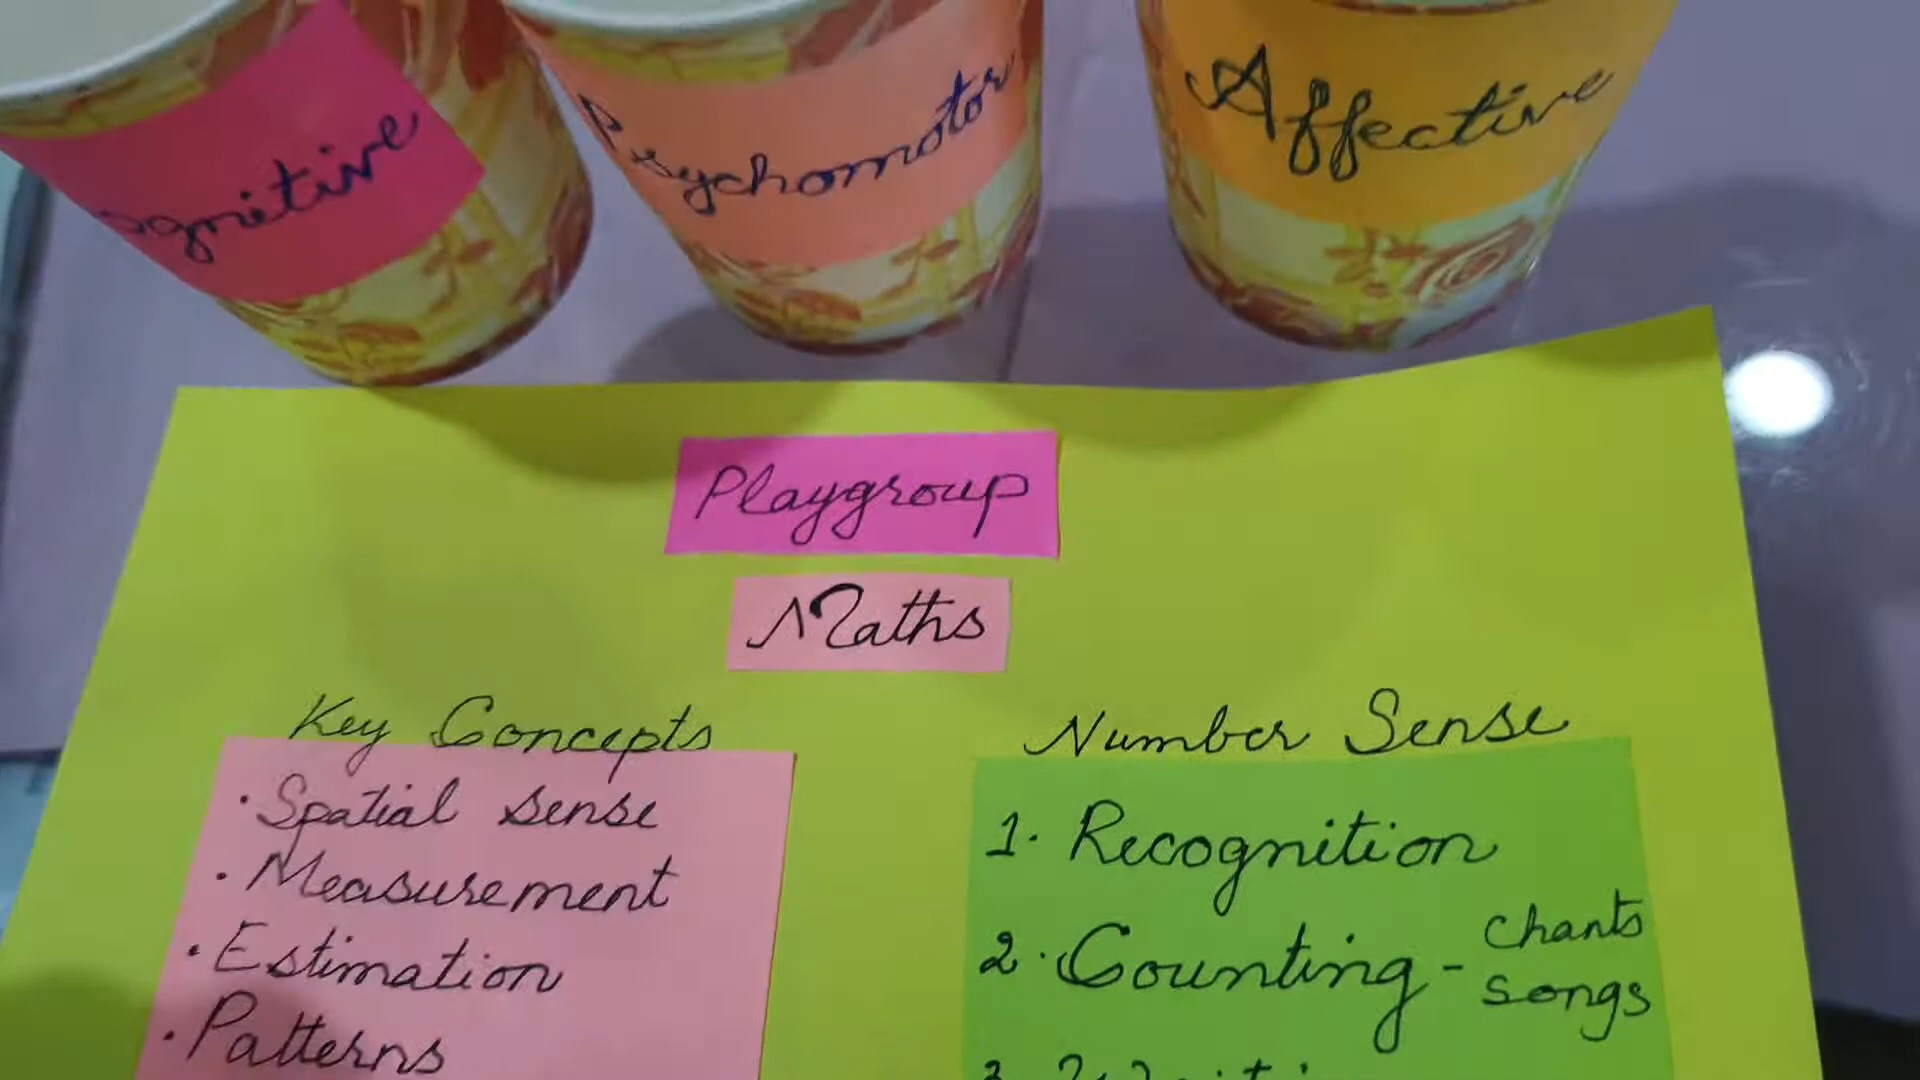 Cognitive
Psychomotor
Affective
Playgroup
Maths
Key Concepts
• Spatial sense
• Measurement
• Estimation
• Patterns
Number Sense
1. Recognition
2. Counting - chants
songs